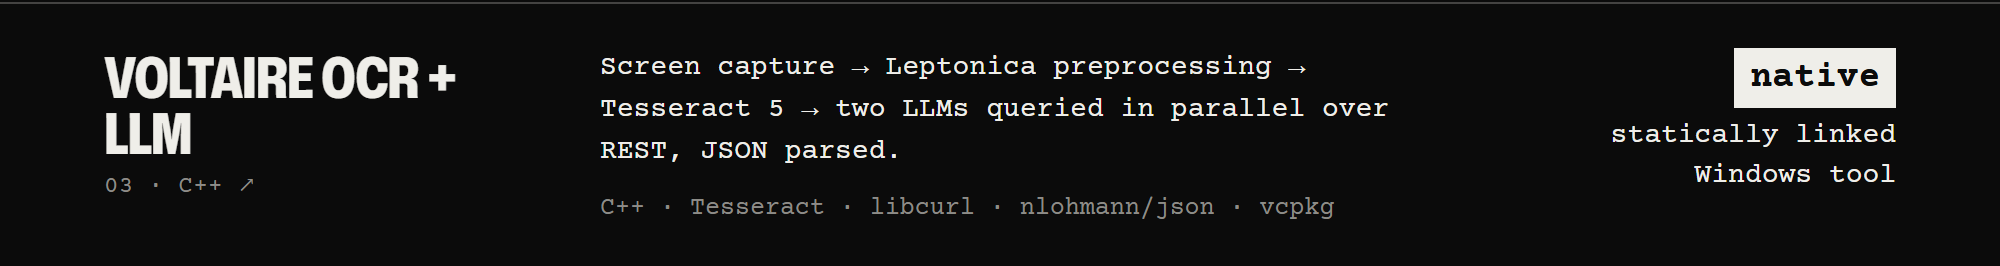 VOLTAIRE OCR +
LLM
03 · C++ ↗
Screen capture → Leptonica preprocessing →
Tesseract 5 → two LLMs queried in parallel over
REST, JSON parsed.
C++ · Tesseract · libcurl · nlohmann/json · vcpkg
native
statically linked
Windows tool